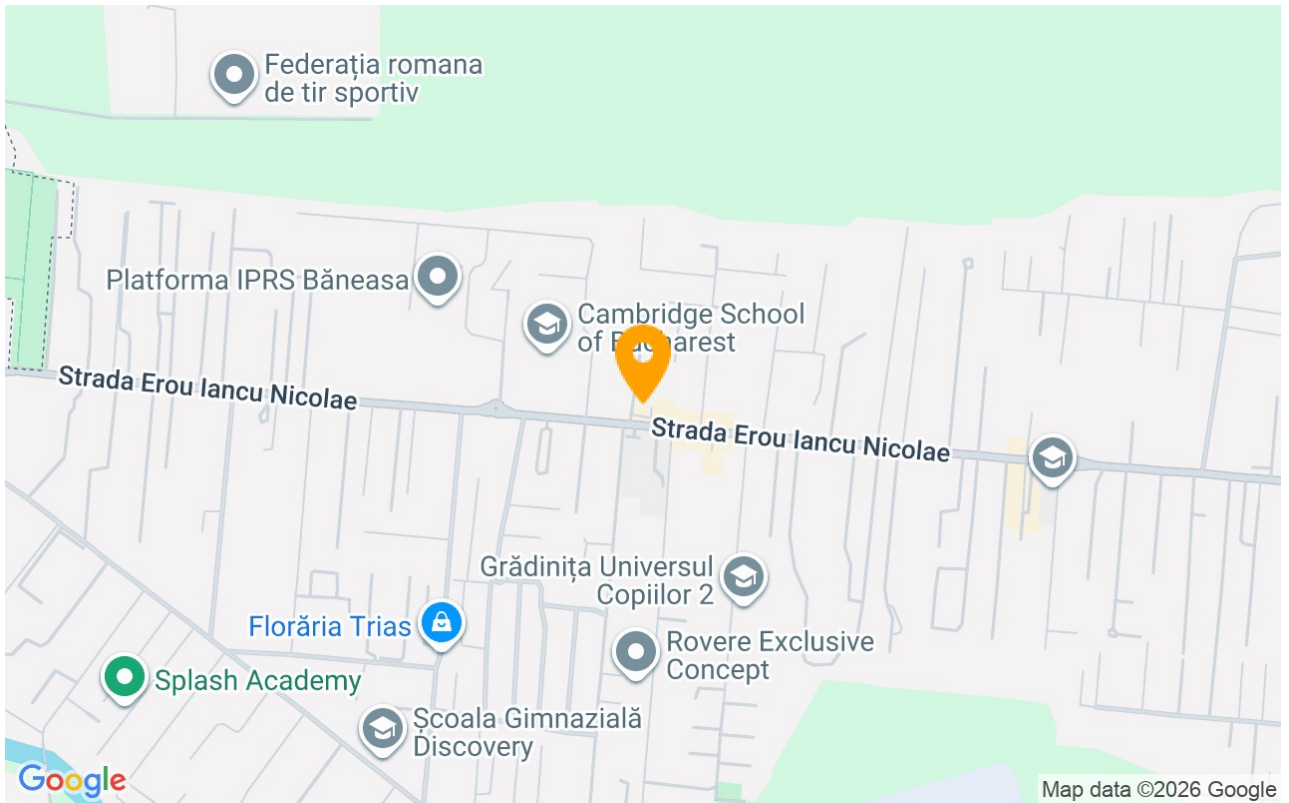 Federația romana
de tir sportiv
Platforma IPRS Băneasa
Cambridge School
of Bucharest
Strada Erou Iancu Nicolae
Strada Erou Iancu Nicolae
Grădinița Universul
Copiilor 2
Florăria Trias
Rovere Exclusive
Concept
Splash Academy
Școala Gimnazială
Discovery
Google
Map data ©2026 Google